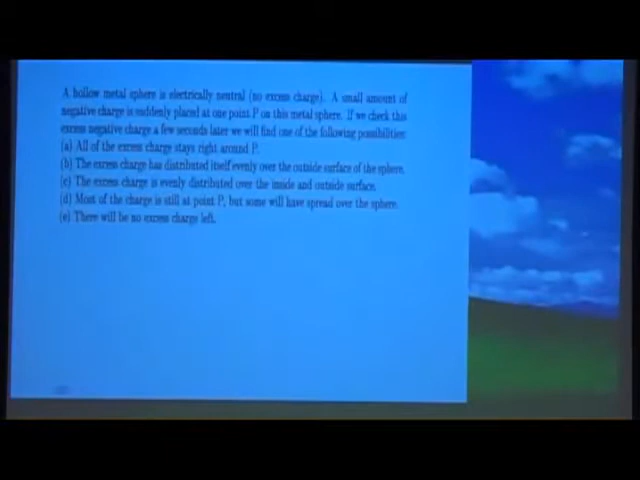 A hollow metal sphere is electrically neutral (no excess charge). A small amount of
negative charge is suddenly placed at one point P on this metal sphere. If we check this
excess negative charge a few seconds later we will find one of the following possibilities:
(a) All of the excess charge stays right around P.
(b) The excess charge has distributed itself evenly over the outside surface of the sphere.
(c) The excess charge is evenly distributed over the inside and outside surface.
(d) Most of the charge is still at point P, but some will have spread over the sphere.
(e) There will be no excess charge left.